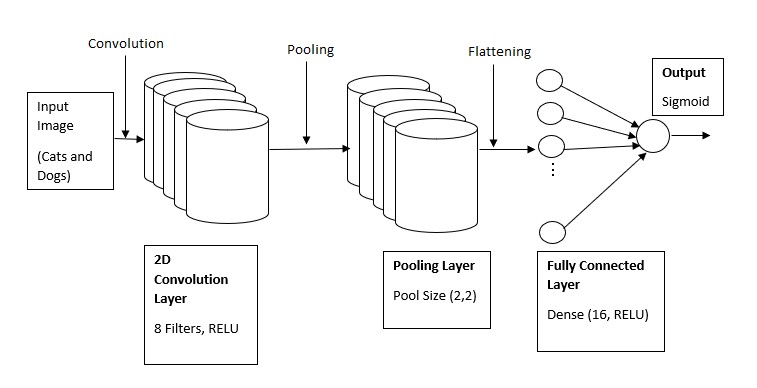 Convolution
Pooling
Flattening
Input
Image
(Cats and
Dogs)
Output
Sigmoid
2D
Convolution
Layer
8 Filters, RELU
Pooling Layer
Pool Size (2,2)
Fully Connected
Layer
Dense (16, RELU)